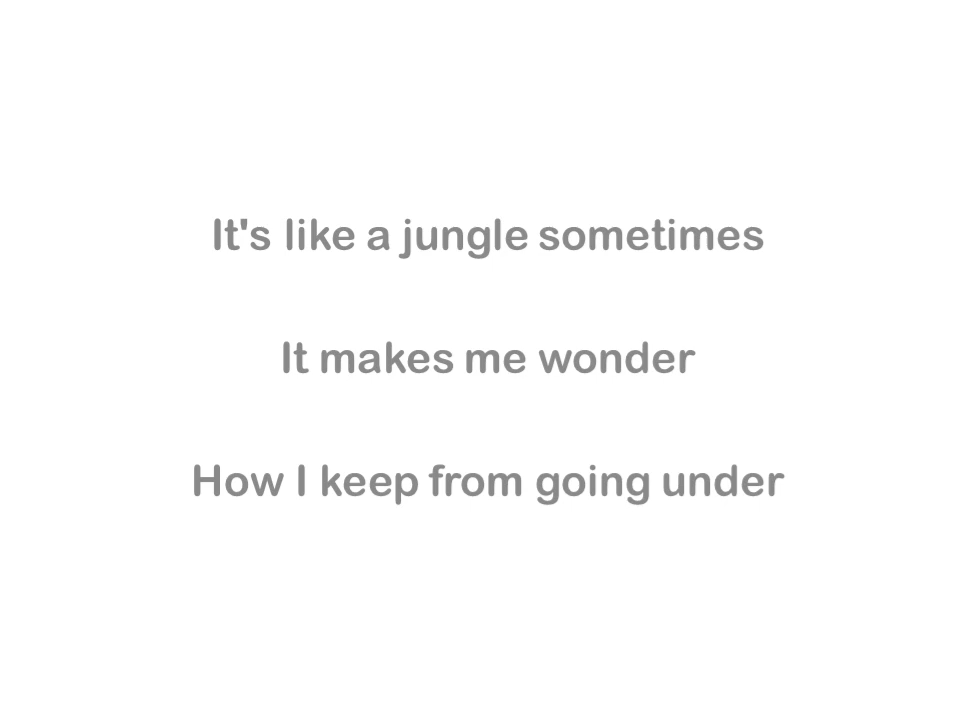 It's like a jungle sometimes
It makes me wonder
How I keep from going under